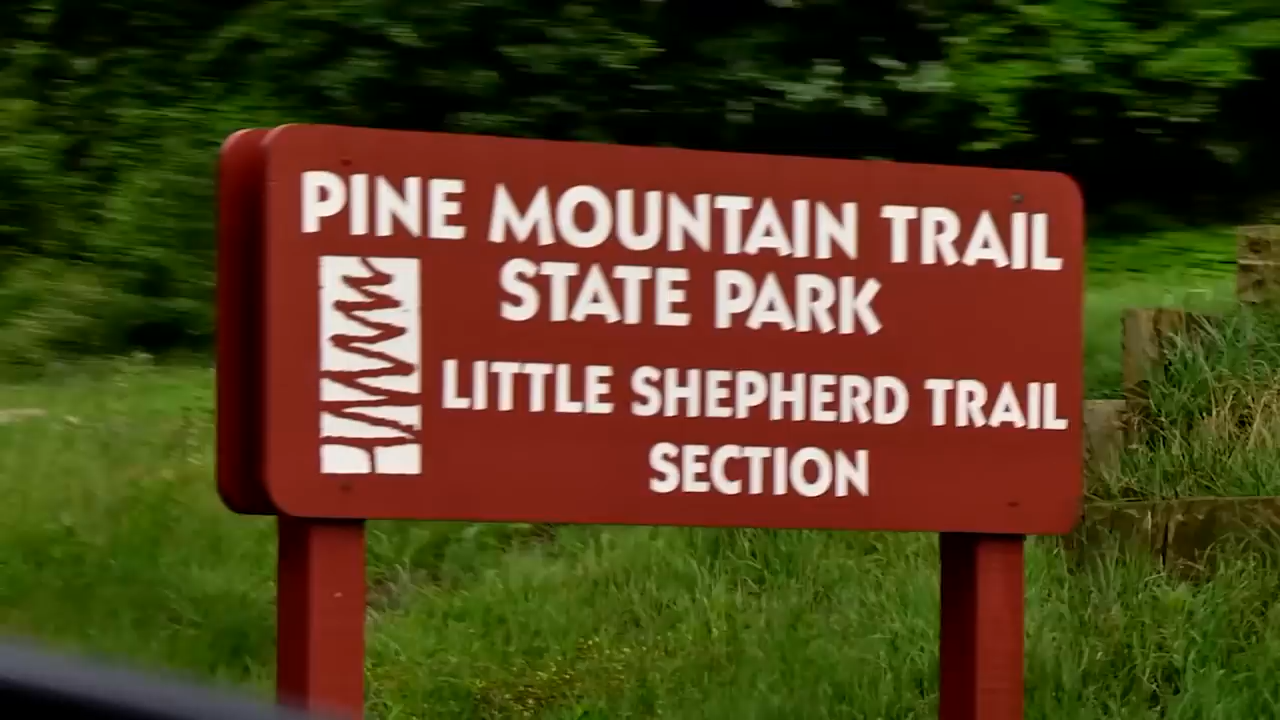 PINE MOUNTAIN TRAIL
STATE PARK
LITTLE SHEPHERD TRAIL
SECTION